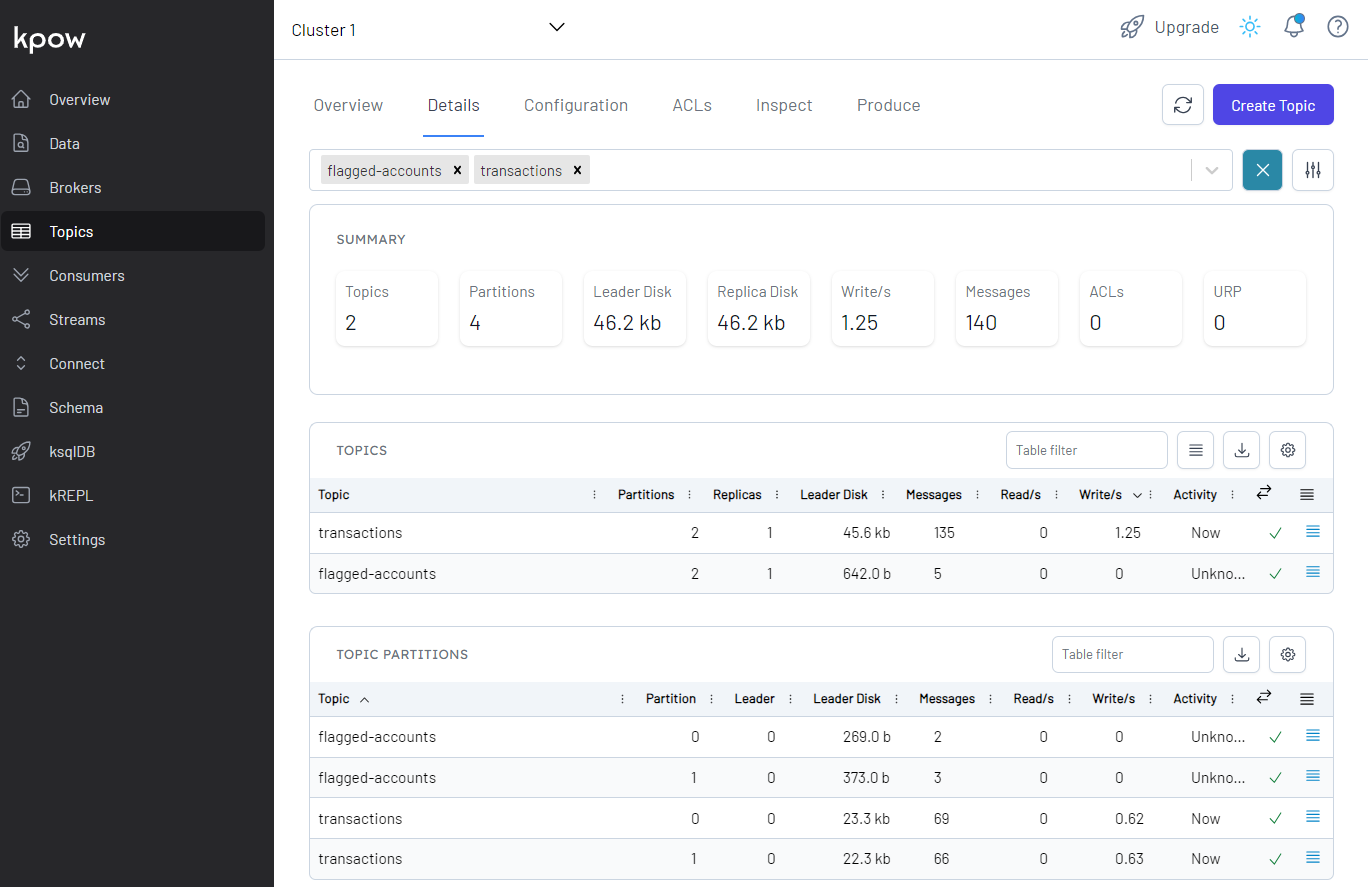 kpow
Overview
Data
Brokers
Topics
Consumers
Streams
Connect
Schema
ksqlDB
kREPL
Settings
Cluster 1
Upgrade
Overview Details Configuration ACLs Inspect Produce
Create Topic
flagged-accounts transactions
SUMMARY
Topics Partitions Leader Disk Replica Disk Write/s Messages ACLs URP
2 4 46.2 kb 46.2 kb 1.25 140 0 0
TOPICS
Table filter
Topic Partitions Replicas Leader Disk Messages Read/s Write/s Activity
transactions 2 1 45.6 kb 135 0 1.25 Now
flagged-accounts 2 1 642.0 b 5 0 0 Unkno...
TOPIC PARTITIONS
Table filter
Topic Partition Leader Leader Disk Messages Read/s Write/s Activity
flagged-accounts 0 0 269.0 b 2 0 0 Unkno...
flagged-accounts 1 0 373.0 b 3 0 0 Unkno...
transactions 0 0 23.3 kb 69 0 0.62 Now
transactions 1 0 22.3 kb 66 0 0.63 Now